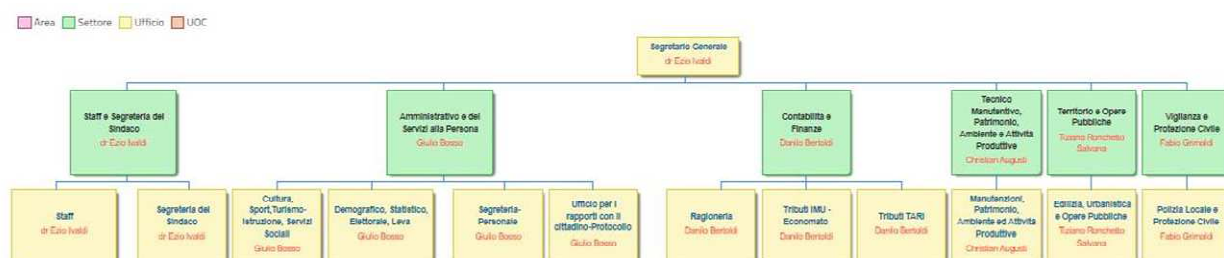 Area Settore Ufficio UOC
Segretario Generale
dr Ezio Ivaldi
Staff e Segreteria del
Sindaco
dr Ezio Ivaldi
Amministrativo e dei
Servizi alla Persona
Giulio Bosso
Contabilità e
Finanze
Danilo Bertoldi
Tecnico
Manutentivo,
Patrimonio,
Ambiente e Attività
Produttive
Christian Augusti
Territorio e Opere
Pubbliche
Tiziano Ronchetto
Salvana
Vigilanza e
Protezione Civile
Fabio Grimaldi
Staff
dr Ezio Ivaldi
Segreteria del
Sindaco
dr Ezio Ivaldi
Cultura,
Sport,Turismo-
Istruzione, Servizi
Sociali
Giulio Bosso
Demografico, Statistico,
Elettorale, Leva
Giulio Bosso
Segreteria-
Personale
Giulio Bosso
Ufficio per i
rapporti con il
cittadino-Protocollo
Giulio Bosso
Ragioneria
Danilo Bertoldi
Tributi IMU -
Economato
Danilo Bertoldi
Tributi TARI
Danilo Bertoldi
Manutenzioni,
Patrimonio,
Ambiente ed Attività
Produttive
Christian Augusti
Edilizia, Urbanistica
e Opere Pubbliche
Tiziano Ronchetto
Salvana
Polizia Locale e
Protezione Civile
Fabio Grimaldi